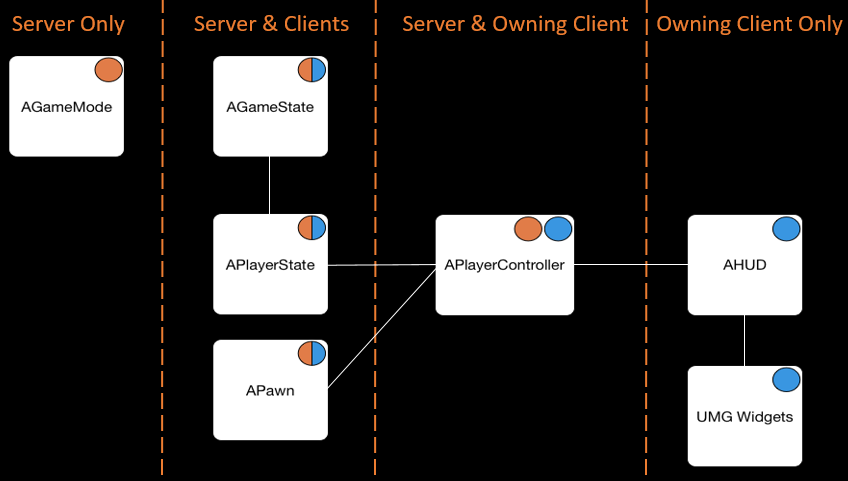 Server Only
Server & Clients
Server & Owning Client
Owning Client Only
AGameMode
AGameState
APlayerState
APlayerController
AHUD
APawn
UMG Widgets